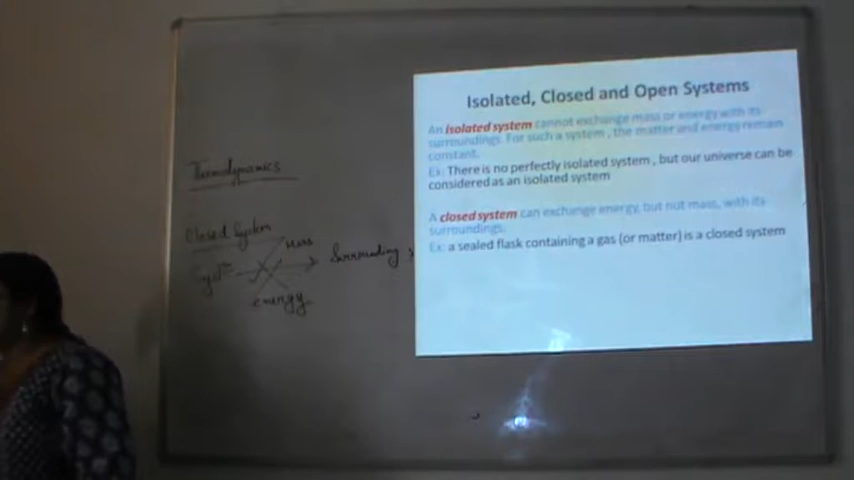 Thermodynamics
Closed System
Mass
Surrounding
energy
Isolated, Closed and Open Systems
An isolated system cannot exchange mass or energy with its
surroundings. For such a system , the matter and energy remain
constant.
Ex: There is no perfectly isolated system , but our universe can be
considered as an isolated system
A closed system can exchange energy, but not mass, with its
surroundings.
Ex: a sealed flask containing a gas (or matter) is a closed system